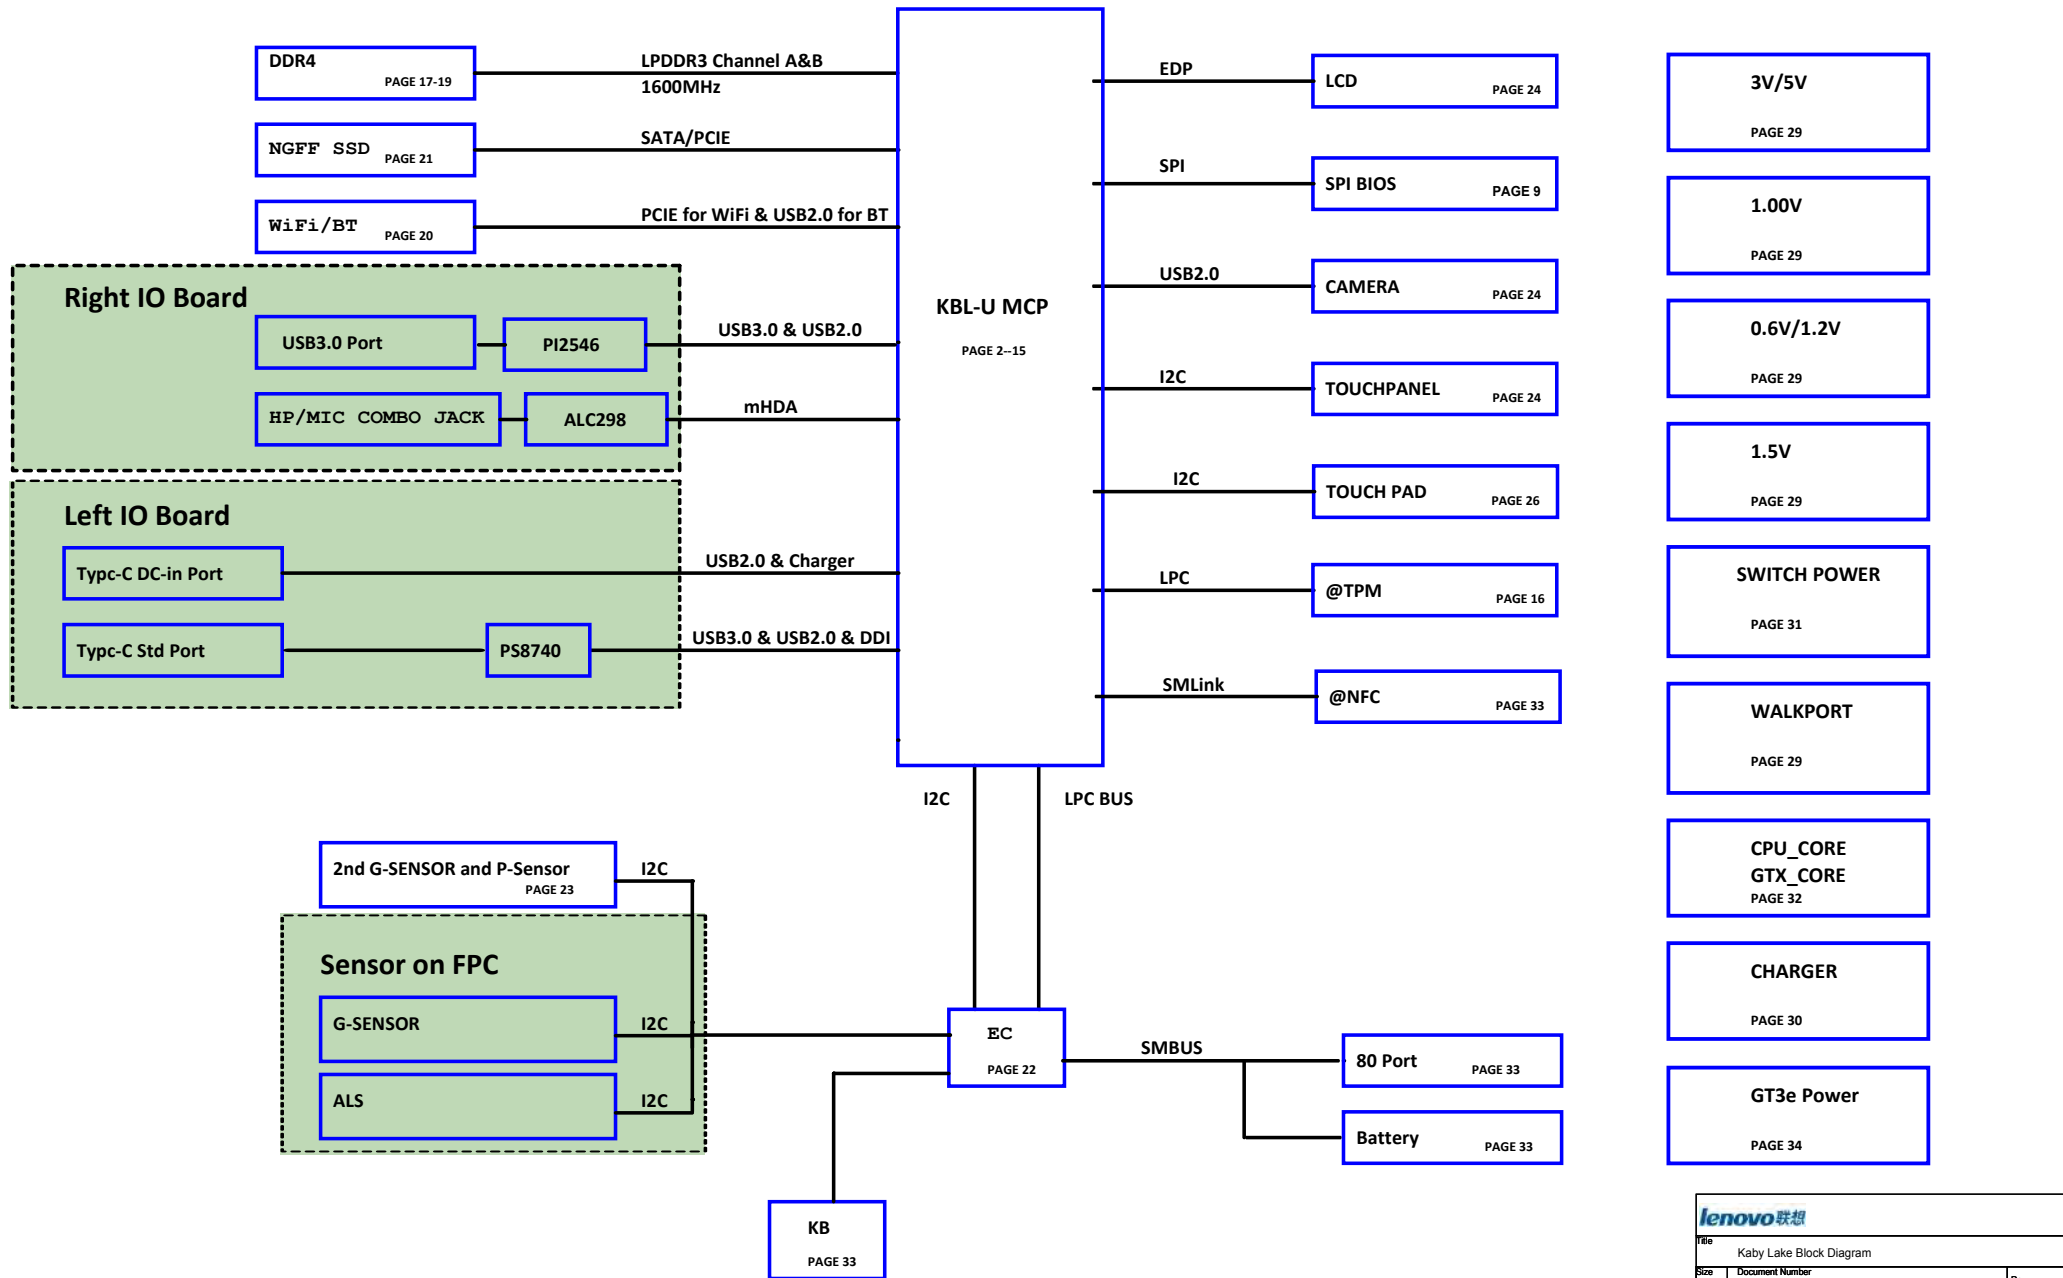 DDR4
PAGE 17-19
LPDDR3 Channel A&B
1600MHz
NGFF SSD
PAGE 21
SATA/PCIE
WiFi/BT
PAGE 20
PCIE for WiFi & USB2.0 for BT
Right IO Board
USB3.0 Port
PI2546
USB3.0 & USB2.0
HP/MIC COMBO JACK
ALC298
mHDA
Left IO Board
Typc-C DC-in Port
USB2.0 & Charger
Typc-C Std Port
PS8740
USB3.0 & USB2.0 & DDI
KBL-U MCP
PAGE 2--15
EDP
LCD
PAGE 24
SPI
SPI BIOS
PAGE 9
USB2.0
CAMERA
PAGE 24
I2C
TOUCHPANEL
PAGE 24
I2C
TOUCH PAD
PAGE 26
LPC
@TPM
PAGE 16
SMLink
@NFC
PAGE 33
I2C
LPC BUS
2nd G-SENSOR and P-Sensor
PAGE 23
I2C
Sensor on FPC
G-SENSOR
I2C
ALS
I2C
EC
PAGE 22
SMBUS
80 Port
PAGE 33
Battery
PAGE 33
KB
PAGE 33
3V/5V
PAGE 29
1.00V
PAGE 29
0.6V/1.2V
PAGE 29
1.5V
PAGE 29
SWITCH POWER
PAGE 31
WALKPORT
PAGE 29
CPU_CORE
GTX_CORE
PAGE 32
CHARGER
PAGE 30
GT3e Power
PAGE 34
lenovo联想
Title
Kaby Lake Block Diagram
Size
Document Number